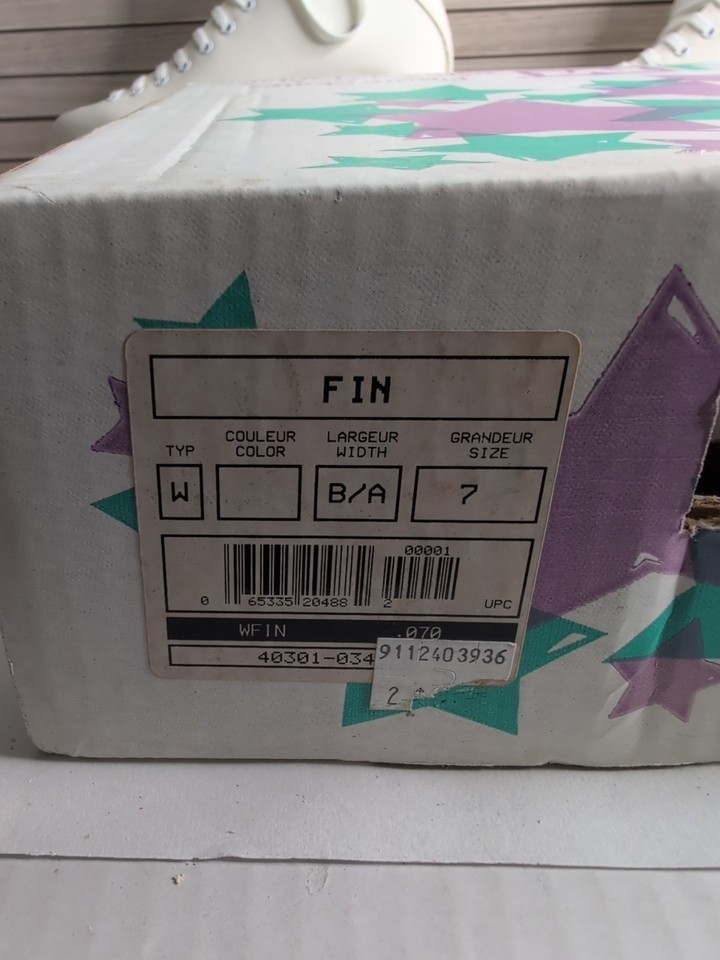 FIN
TYP
COULEUR
COLOR
LARGEUR
WIDTH
GRANDEUR
SIZE
W
B/A
7
00001
0 65335 20488 2
UPC
WFIN .070
40301-034
9112403936
2